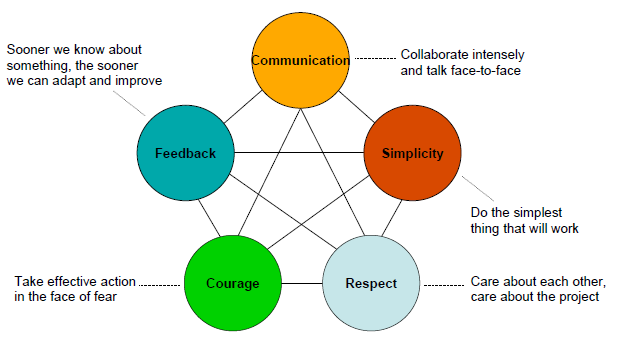 Communication
Collaborate intensely
and talk face-to-face
Sooner we know about
something, the sooner
we can adapt and improve
Feedback
Simplicity
Do the simplest
thing that will work
Take effective action
in the face of fear
Courage
Respect
Care about each other,
care about the project